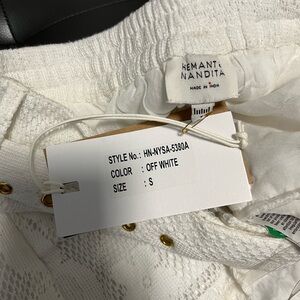 HEMANT &
NANDITA
MADE IN INDIA
STYLE No.: HN-NYSA-5380A
COLOR : OFF WHITE
SIZE : S